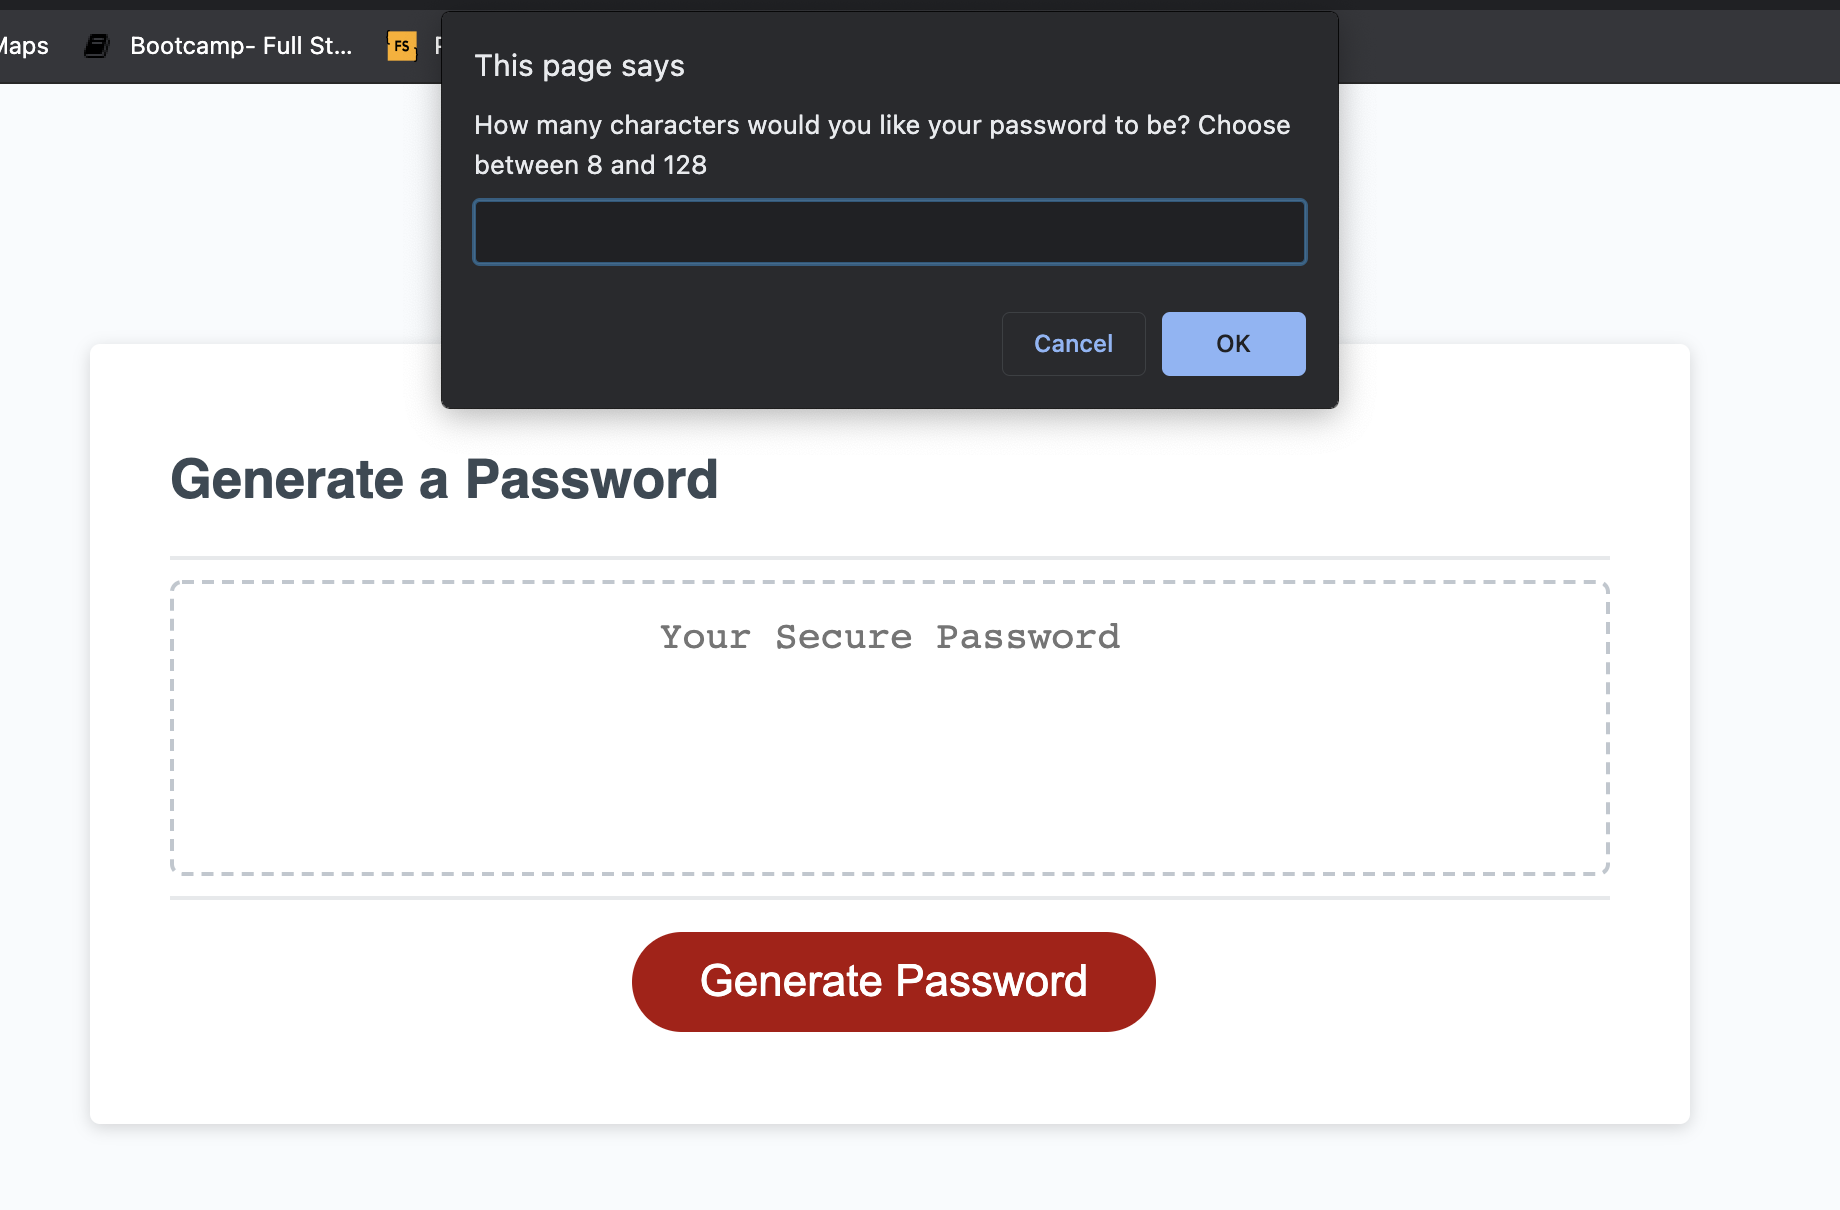 Maps
Bootcamp- Full St...
FS
This page says
How many characters would you like your password to be? Choose
between 8 and 128
Cancel
OK
Generate a Password
Your Secure Password
Generate Password